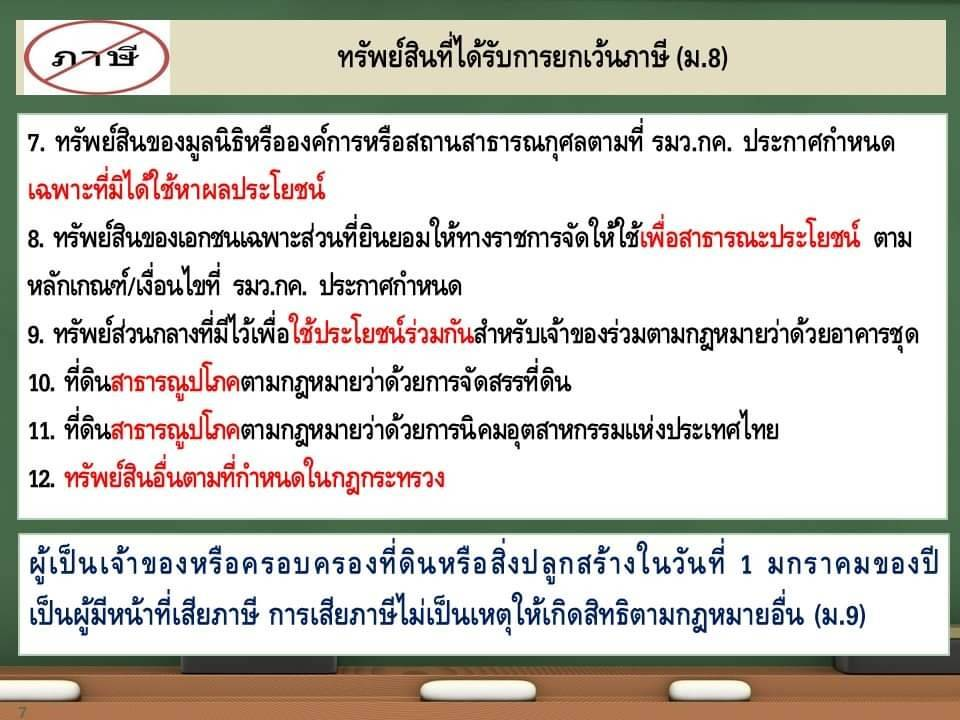 ภาษี
ทรัพย์สินที่ได้รับการยกเว้นภาษี (ม.8)
7. ทรัพย์สินของมูลนิธิหรือองค์การหรือสถานสาธารณกุศลตามที่ รมว.กค. ประกาศกำหนด
เฉพาะที่มิได้ใช้หาผลประโยชน์
8. ทรัพย์สินของเอกชนเฉพาะส่วนที่ยินยอมให้ทางราชการจัดให้ใช้เพื่อสาธารณะประโยชน์ ตาม
หลักเกณฑ์/เงื่อนไขที่ รมว.กค. ประกาศกำหนด
9. ทรัพย์ส่วนกลางที่มีไว้เพื่อใช้ประโยชน์ร่วมกันสำหรับเจ้าของร่วมตามกฎหมายว่าด้วยอาคารชุด
10. ที่ดินสาธารณูปโภคตามกฎหมายว่าด้วยการจัดสรรที่ดิน
11. ที่ดินสาธารณูปโภคตามกฎหมายว่าด้วยการนิคมอุตสาหกรรมแห่งประเทศไทย
12. ทรัพย์สินอื่นตามที่กำหนดในกฎกระทรวง
ผู้เป็นเจ้าของหรือครอบครองที่ดินหรือสิ่งปลูกสร้างในวันที่ 1 มกราคมของปี
เป็นผู้มีหน้าที่เสียภาษี การเสียภาษีไม่เป็นเหตุให้เกิดสิทธิตามกฎหมายอื่น (ม.9)
7